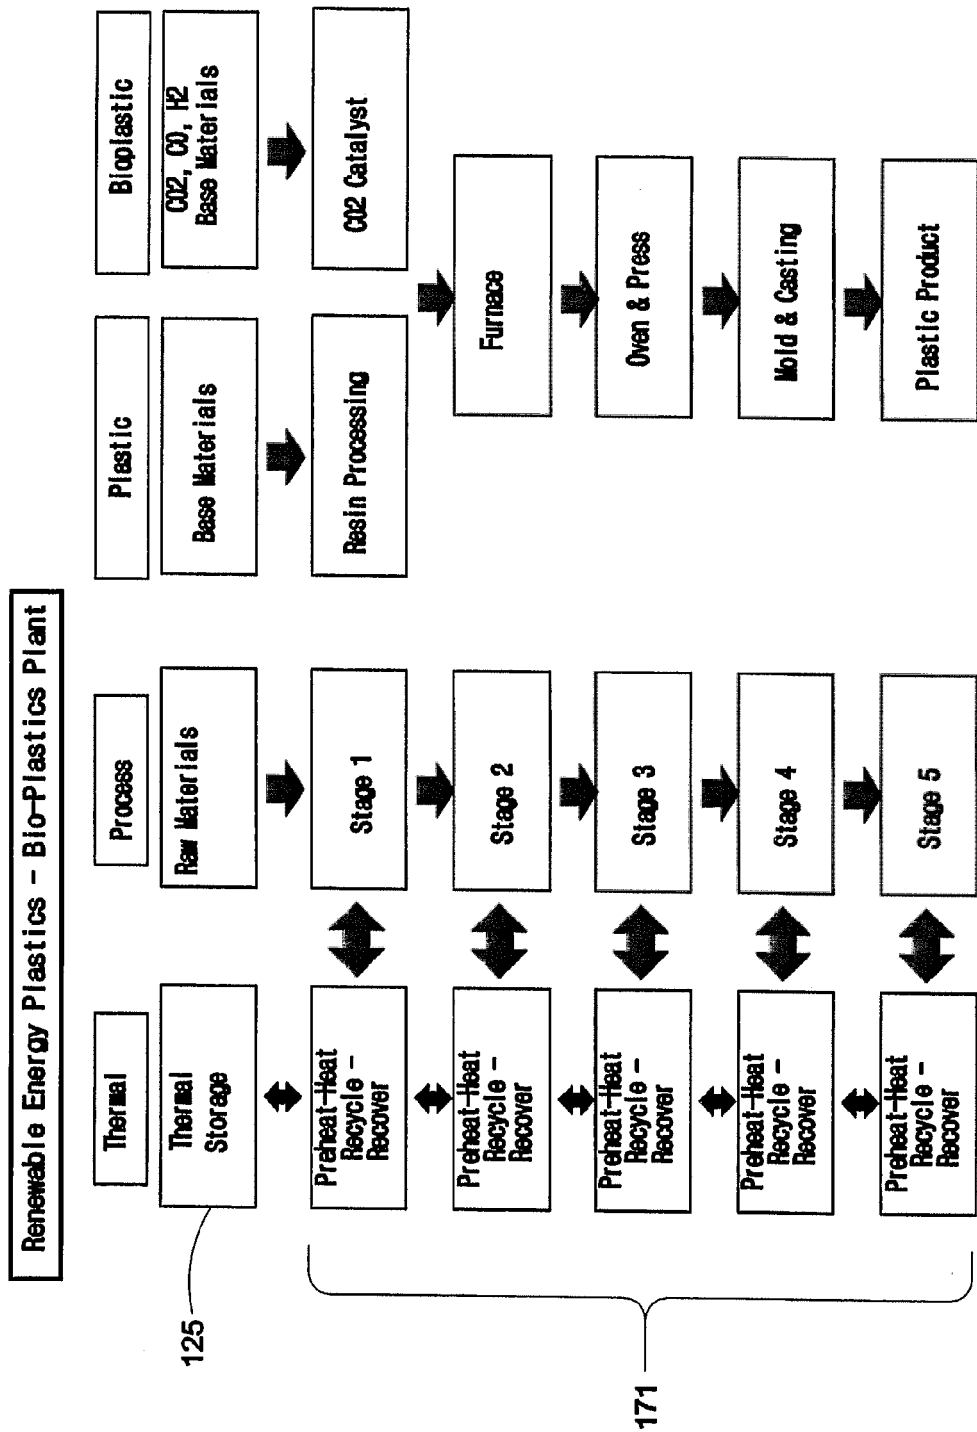 Renewable Energy Plastics - Bio-Plastics Plant
Thermal
Process
Plastic
Bioplastic
Thermal
Storage
Raw Materials
Base Materials
CO2, CO, H2
Base Materials
125
Preheat-Heat
Recycle -
Recover
Stage 1
Resin Processing
CO2 Catalyst
Preheat-Heat
Recycle -
Recover
Stage 2
Furnace
Preheat-Heat
Recycle -
Recover
Stage 3
Oven & Press
Preheat-Heat
Recycle -
Recover
Stage 4
Mold & Casting
Preheat-Heat
Recycle -
Recover
Stage 5
Plastic Product
171